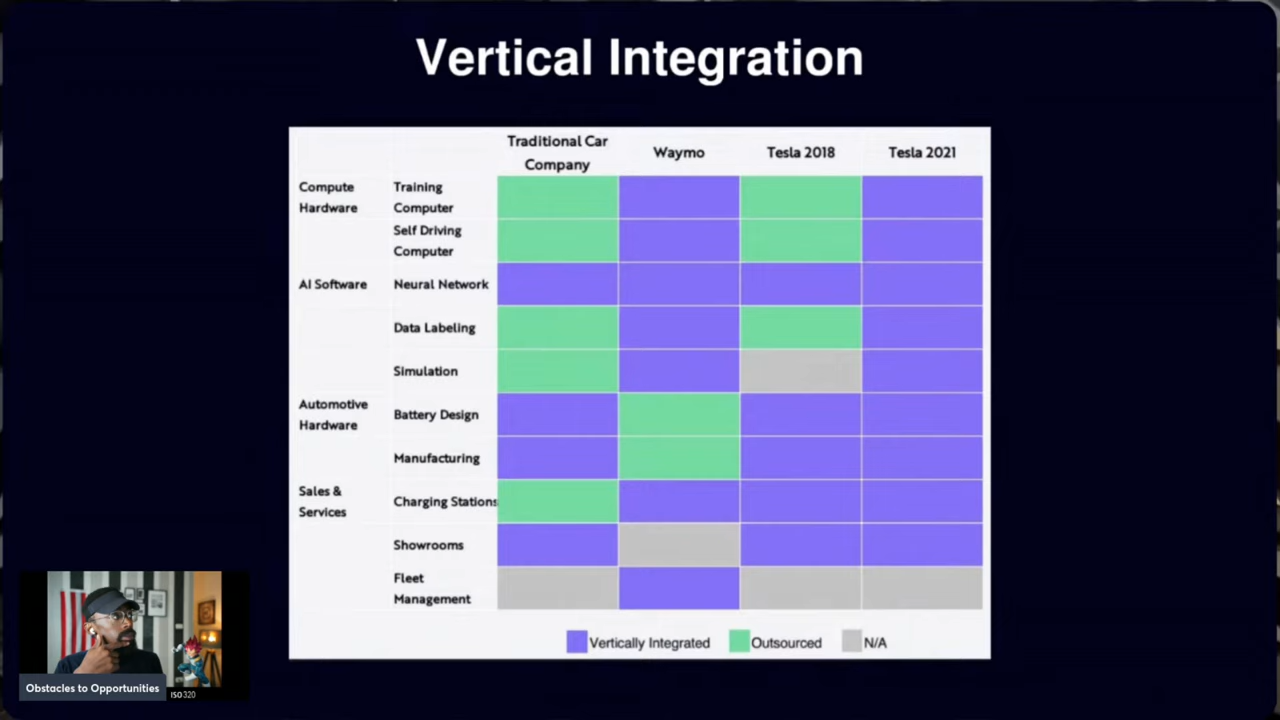 Vertical Integration
Traditional Car
Company
Waymo
Tesla 2018
Tesla 2021
Compute
Hardware
Training
Computer
Self Driving
Computer
AI Software
Neural Network
Data Labeling
Simulation
Automotive
Hardware
Battery Design
Manufacturing
Sales &
Services
Charging Stations
Showrooms
Fleet
Management
Vertically Integrated
Outsourced
N/A
Obstacles to Opportunities
ISO320